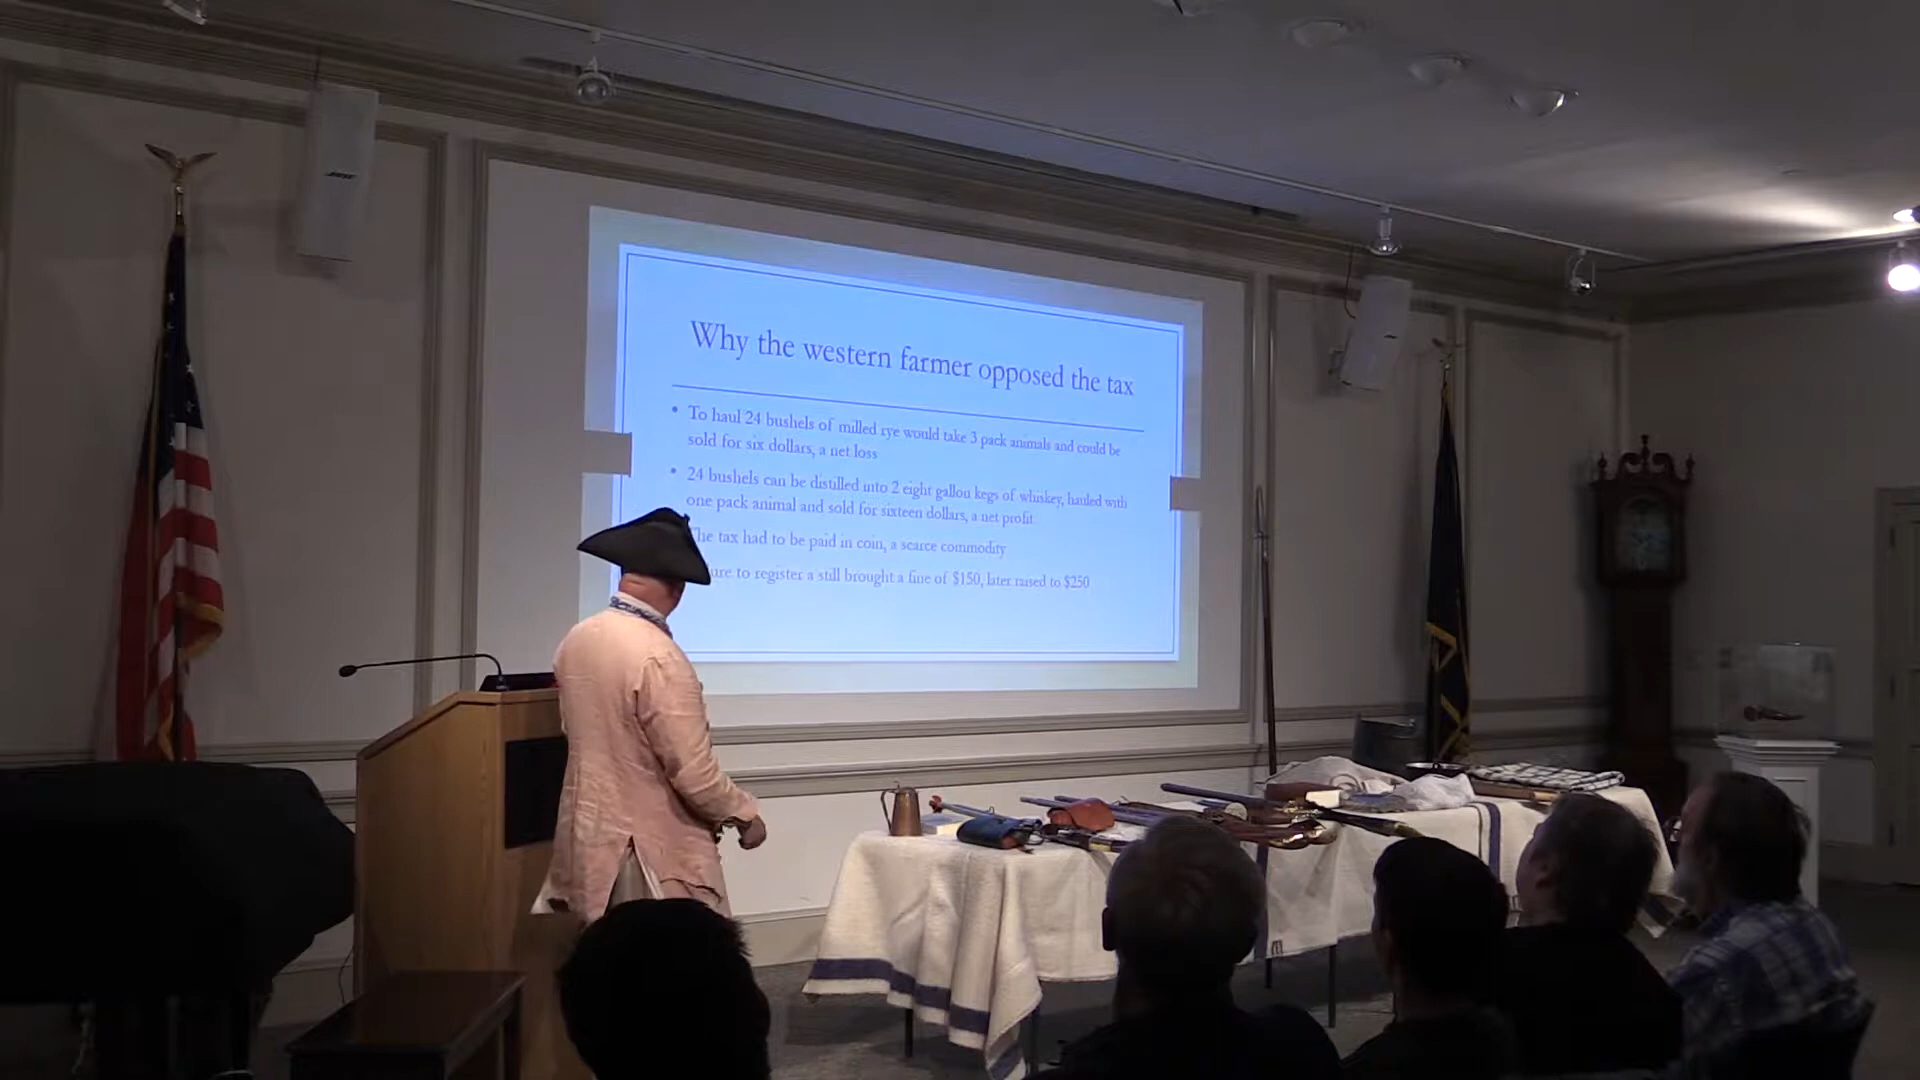 BOSE
Why the western farmer opposed the tax
• To haul 24 bushels of milled rye would take 3 pack animals and could be
sold for six dollars, a net loss
• 24 bushels can be distilled into 2 eight gallon kegs of whiskey, hauled with
one pack animal and sold for sixteen dollars, a net profit
The tax had to be paid in coin, a scarce commodity
ure to register a still brought a fine of $150, later raised to $250